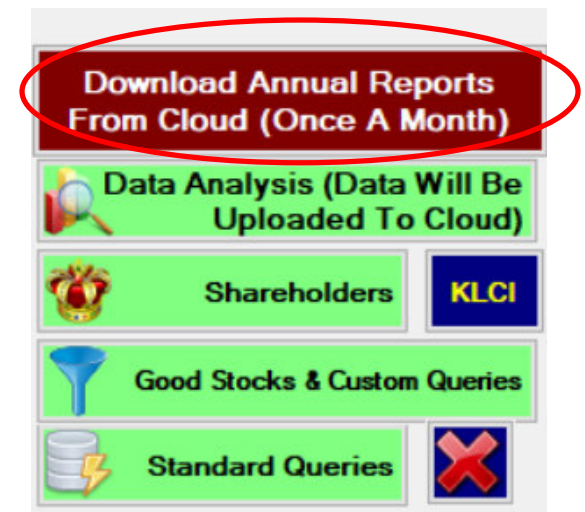 Download Annual Reports
From Cloud (Once A Month)
Data Analysis (Data Will Be
Uploaded To Cloud)
Shareholders
KLCI
Good Stocks & Custom Queries
Standard Queries